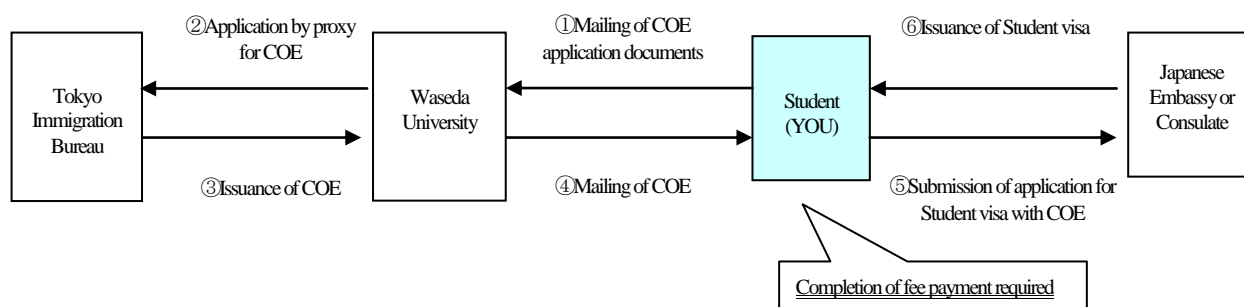 ②Application by proxy
for COE
①Mailing of COE
application documents
⑥Issuance of Student visa
Tokyo
Immigration
Bureau
Waseda
University
Student
(YOU)
Japanese
Embassy or
Consulate
③Issuance of COE
④Mailing of COE
⑤Submission of application for
Student visa with COE
Completion of fee payment required